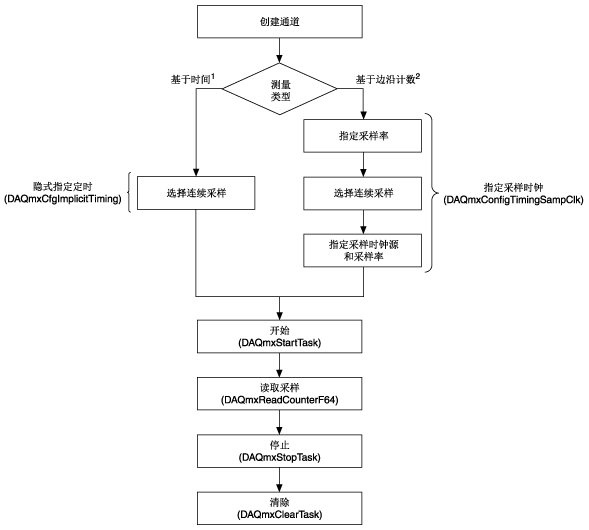 创建通道
基于时间1
测量
类型
基于边沿计数2
指定采样率
隐式指定定时
(DAQmxCfgImplicitTiming)
选择连续采样
选择连续采样
指定采样时钟
(DAQmxConfigTimingSampClk)
指定采样时钟源
和采样率
开始
(DAQmxStartTask)
读取采样
(DAQmxReadCounterF64)
停止
(DAQmxStopTask)
清除
(DAQmxClearTask)